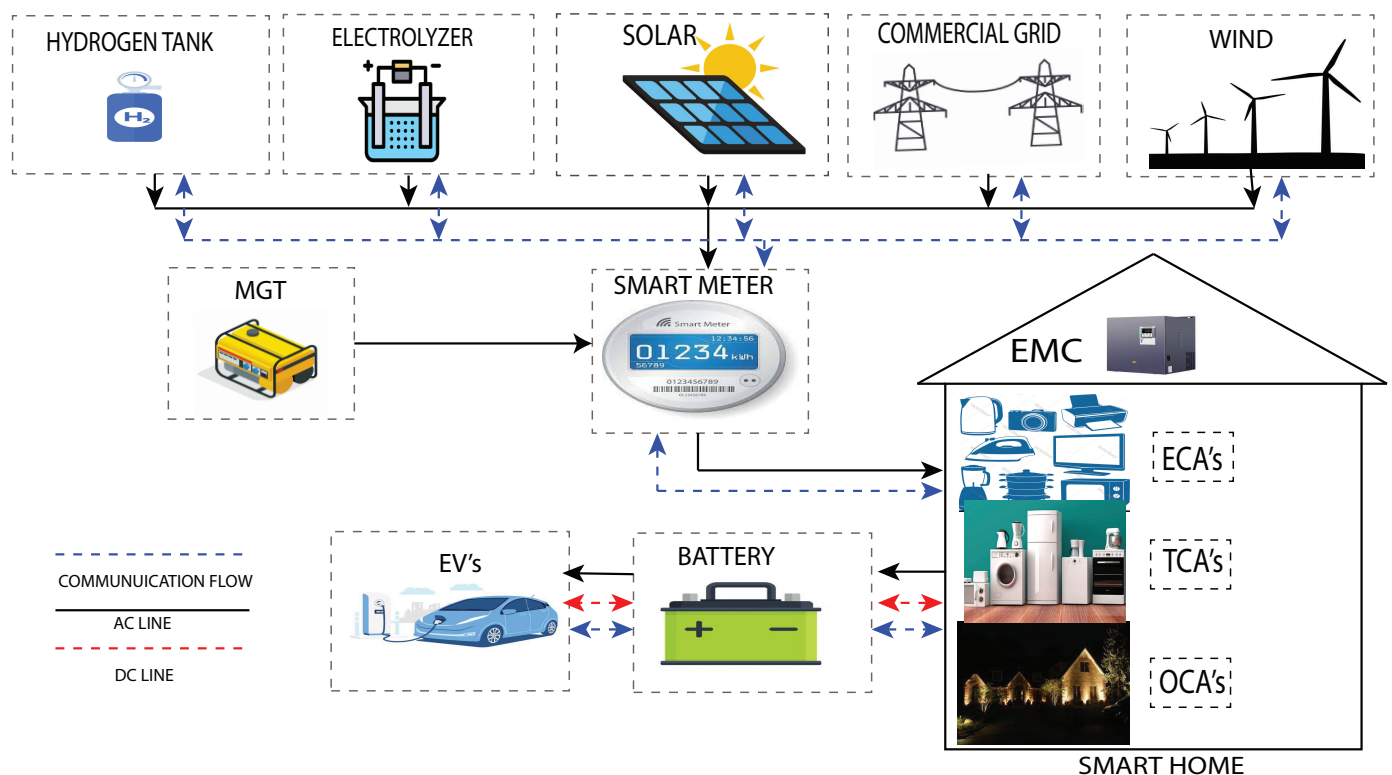 HYDROGEN TANK
ELECTROLYZER
SOLAR
COMMERCIAL GRID
WIND
+ -
H2
MGT
SMART METER
Smart Meter
12:34:56
01234 kWh
56789
0123456789
0123456789
EMC
ECA's
TCA's
OCA's
SMART HOME
EV's
BATTERY
+ −
COMMUNUICATION FLOW
AC LINE
DC LINE